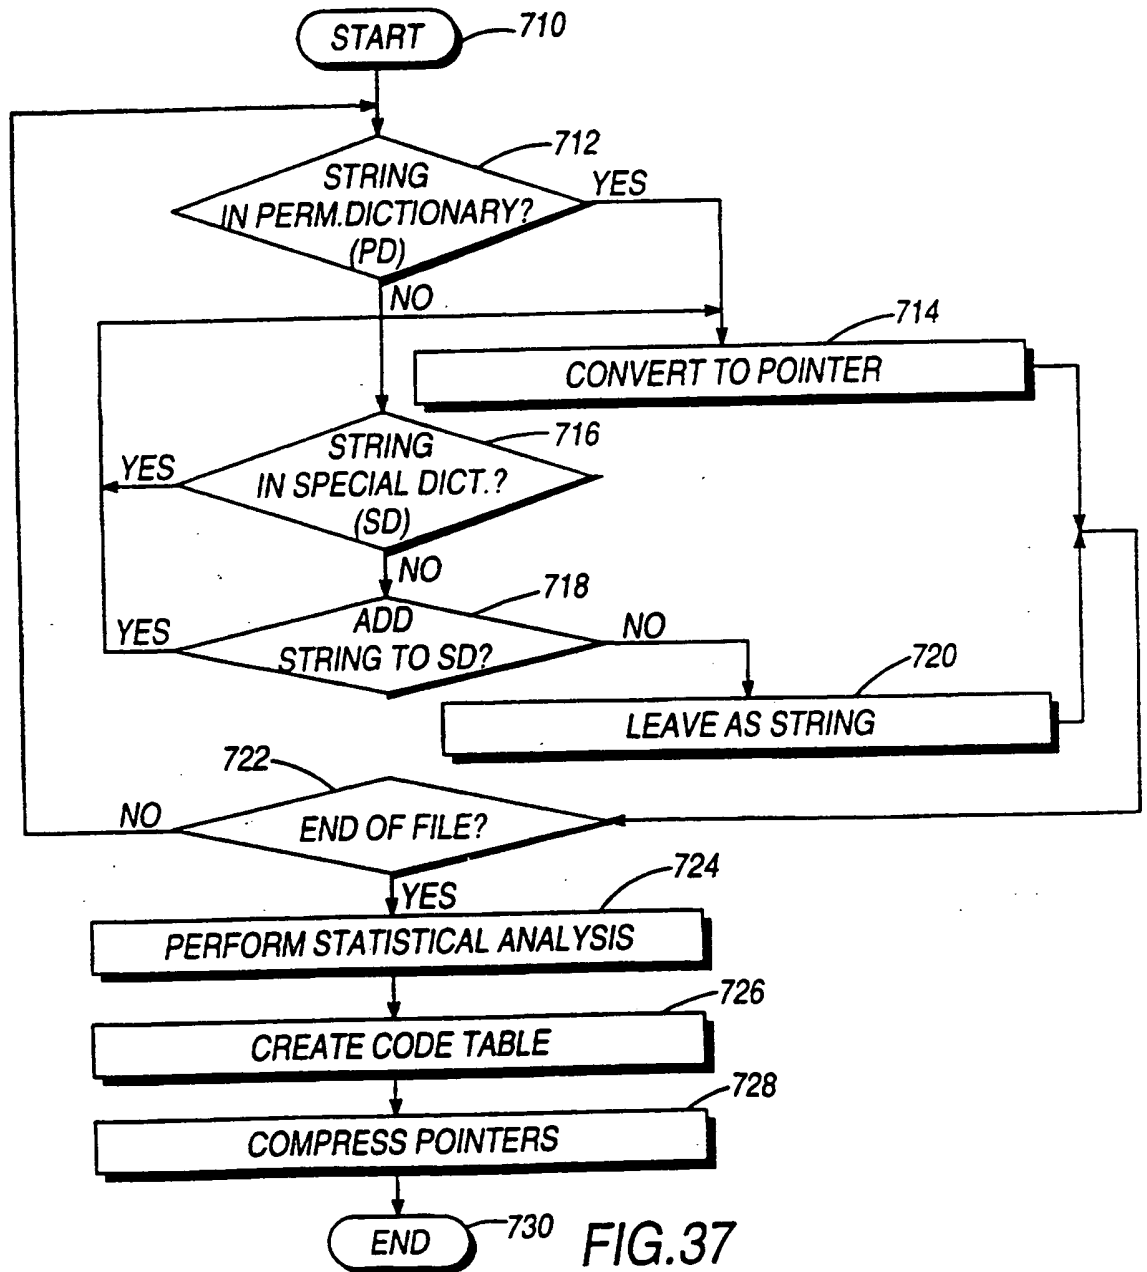 START
710
712
STRING
IN PERM.DICTIONARY?
(PD)
YES
NO
714
CONVERT TO POINTER
716
STRING
IN SPECIAL DICT.?
(SD)
YES
NO
718
ADD
STRING TO SD?
YES
NO
720
LEAVE AS STRING
722
END OF FILE?
NO
YES
724
PERFORM STATISTICAL ANALYSIS
726
CREATE CODE TABLE
728
COMPRESS POINTERS
END
730
FIG.37